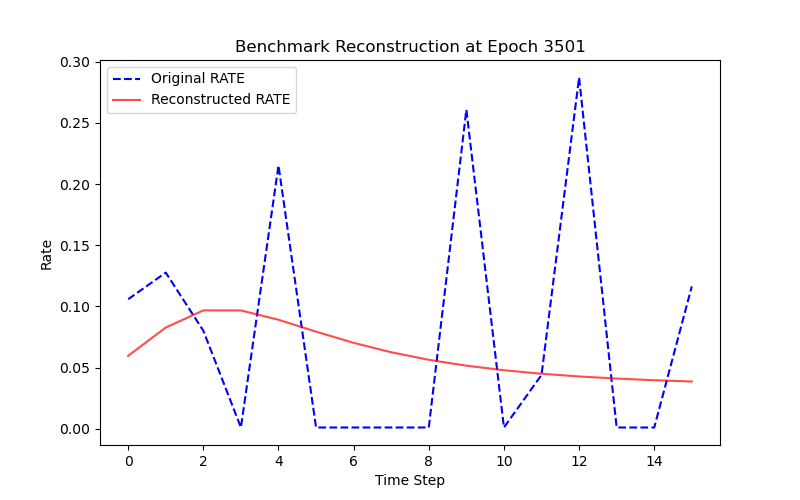 Benchmark Reconstruction at Epoch 3501
Original RATE
Reconstructed RATE
0.30
0.25
0.20
0.15
0.10
0.05
0.00
Rate
0 2 4 6 8 10 12 14
Time Step